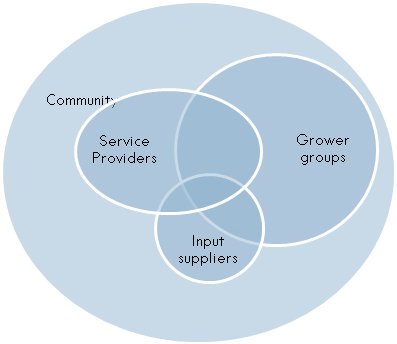 Community
Service
Providers
Grower
groups
Input
suppliers